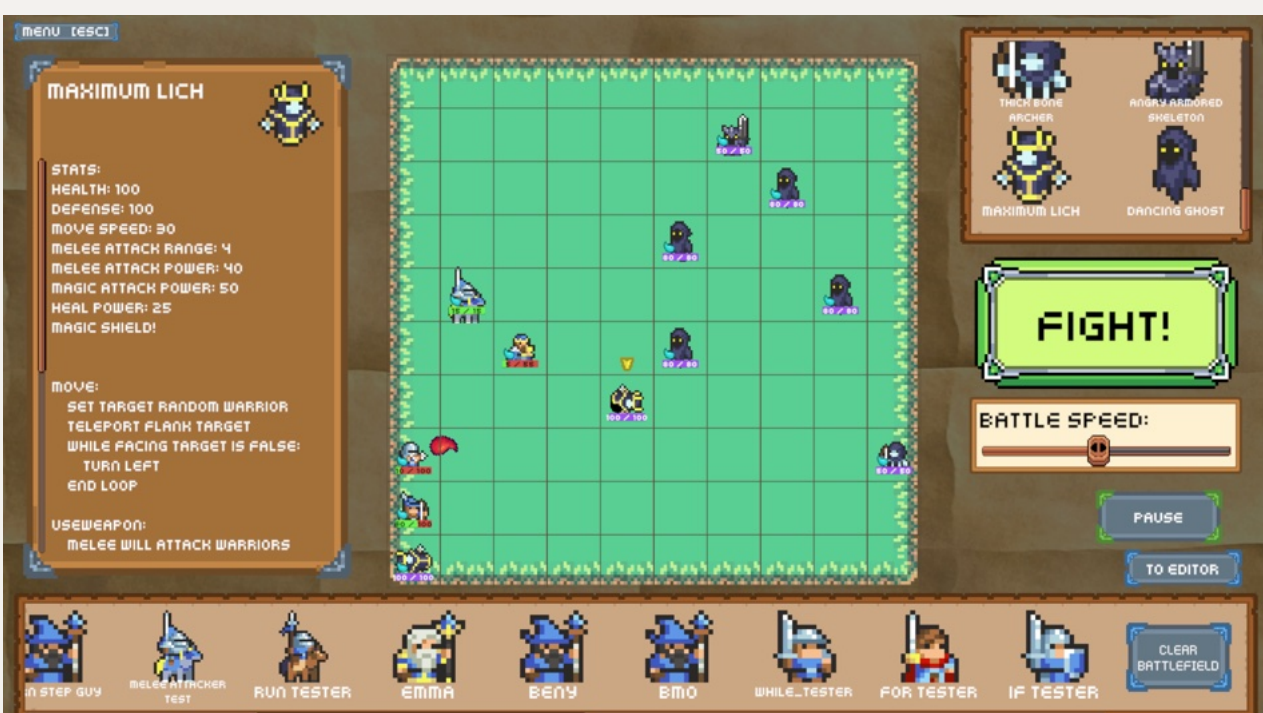 MENU [ESC]
MAXIMUM LICH
STATS:
HEALTH: 100
DEFENSE: 100
MOVE SPEED: 30
MELEE ATTACK RANGE: 4
MELEE ATTACK POWER: 40
MAGIC ATTACK POWER: 50
HEAL POWER: 25
MAGIC SHIELD!
MOVE:
SET TARGET RANDOM WARRIOR
TELEPORT FLANK TARGET
WHILE FACING TARGET IS FALSE:
TURN LEFT
END LOOP
USEWEAPON:
MELEE WILL ATTACK WARRIORS
100 / 100
100 / 100
THICK BONE
ARCHER
ANGRY ARMORED
SKELETON
MAXIMUM LICH
DANCING GHOST
FIGHT!
BATTLE SPEED:
PAUSE
TO EDITOR
STEP GUY
MELEE ATTACKER
TEST
RUN TESTER
EMMA
BENY
BMO
WHILE_TESTER
FOR TESTER
IF TESTER
CLEAR
BATTLEFIELD